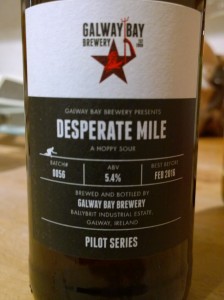 GALWAY BAY
BREWERY
GALWAY BAY BREWERY PRESENTS
DESPERATE MILE
A HOPPY SOUR
BATCH# ABV BEST BEFORE
0056 5.4% FEB 2016
BREWED AND BOTTLED BY
GALWAY BAY BREWERY
BALLYBRIT INDUSTRIAL ESTATE,
GALWAY, IRELAND
PILOT SERIES